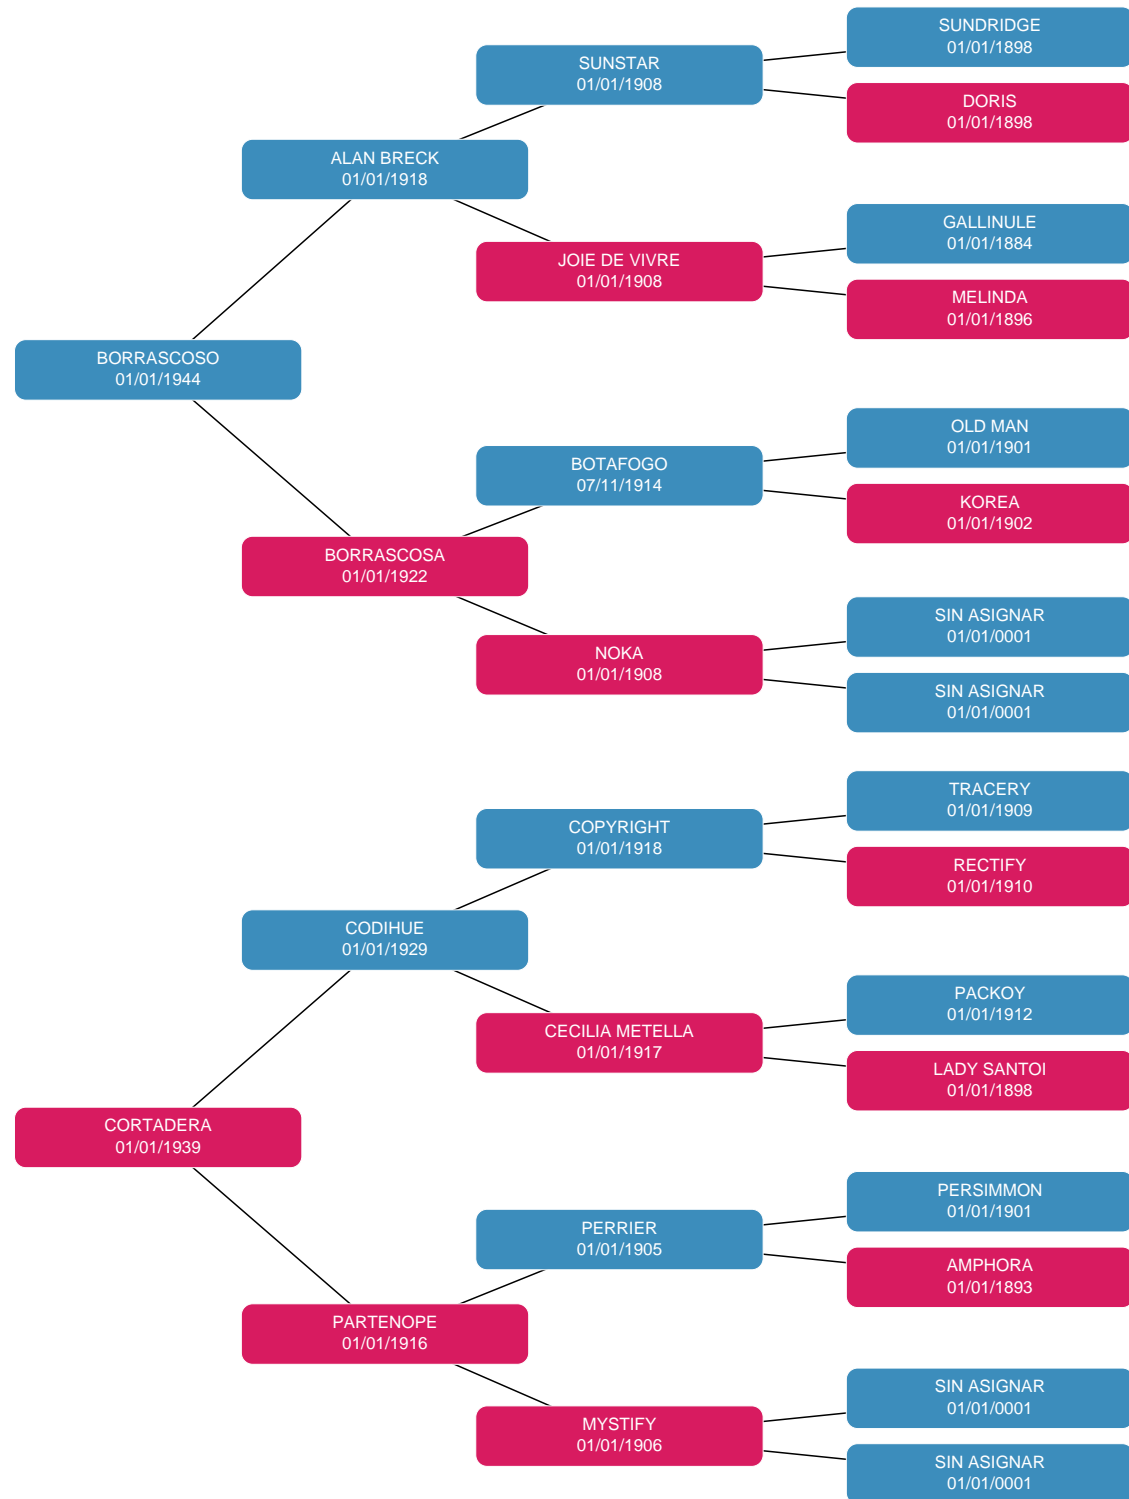 SUNDRIDGE
01/01/1898
SUNSTAR
01/01/1908
DORIS
01/01/1898
ALAN BRECK
01/01/1918
GALLINULE
01/01/1884
JOIE DE VIVRE
01/01/1908
MELINDA
01/01/1896
BORRASCOSO
01/01/1944
OLD MAN
01/01/1901
BOTAFOGO
07/11/1914
KOREA
01/01/1902
BORRASCOSA
01/01/1922
SIN ASIGNAR
01/01/0001
NOKA
01/01/1908
SIN ASIGNAR
01/01/0001
TRACERY
01/01/1909
COPYRIGHT
01/01/1918
RECTIFY
01/01/1910
CODIHUE
01/01/1929
PACKOY
01/01/1912
CECILIA METELLA
01/01/1917
LADY SANTOI
01/01/1898
CORTADERA
01/01/1939
PERSIMMON
01/01/1901
PERRIER
01/01/1905
AMPHORA
01/01/1893
PARTENOPE
01/01/1916
SIN ASIGNAR
01/01/0001
MYSTIFY
01/01/1906
SIN ASIGNAR
01/01/0001